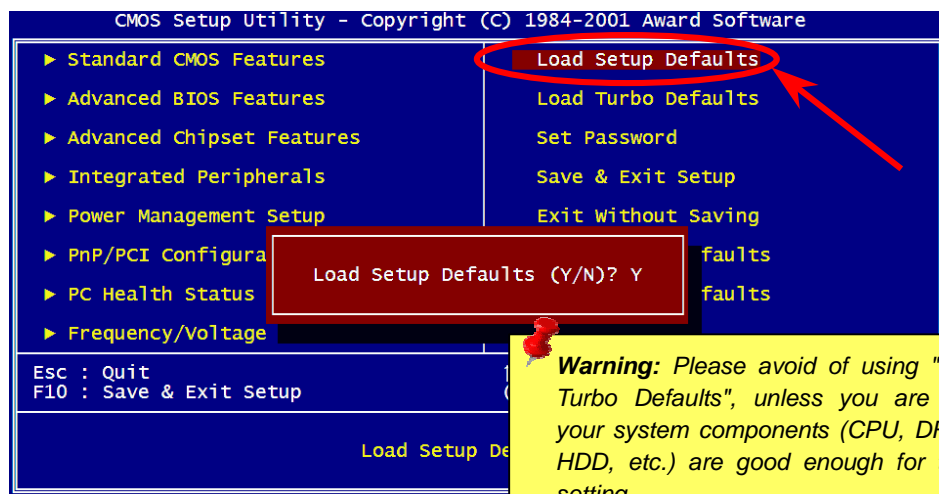 CMOS Setup Utility - Copyright (C) 1984-2001 Award Software
► Standard CMOS Features
► Advanced BIOS Features
► Advanced Chipset Features
► Integrated Peripherals
► Power Management Setup
► PnP/PCI Configura
► PC Health Status
► Frequency/Voltage
Load Setup Defaults
Load Turbo Defaults
Set Password
Save & Exit Setup
Exit Without Saving
faults
faults
Load Setup Defaults (Y/N)? Y
Esc : Quit
F10 : Save & Exit Setup
Load Setup De
Warning: Please avoid of using "
Turbo Defaults", unless you are
your system components (CPU, DR
HDD, etc.) are good enough for
setting